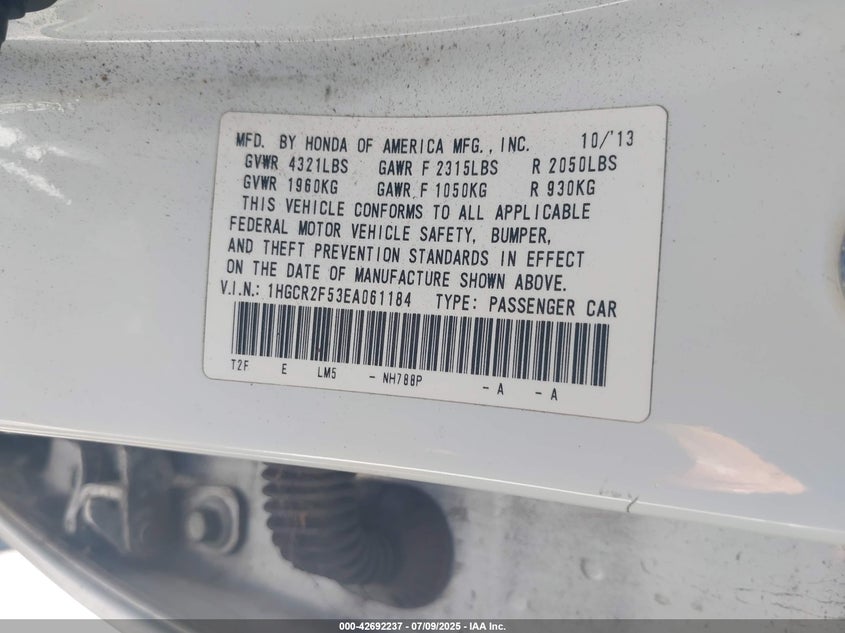 MFD. BY HONDA OF AMERICA MFG., INC. 10/'13
GVWR 4321LBS GAWR F 2315LBS R 2050LBS
GVWR 1960KG GAWR F 1050KG R 930KG
THIS VEHICLE CONFORMS TO ALL APPLICABLE
FEDERAL MOTOR VEHICLE SAFETY, BUMPER,
AND THEFT PREVENTION STANDARDS IN EFFECT
ON THE DATE OF MANUFACTURE SHOWN ABOVE.
V.I.N.: 1HGCR2F53EA061184 TYPE: PASSENGER CAR
T2F E LM5 - NH788P - A - A
000-42692237 - 07/09/2025 - IAA Inc.